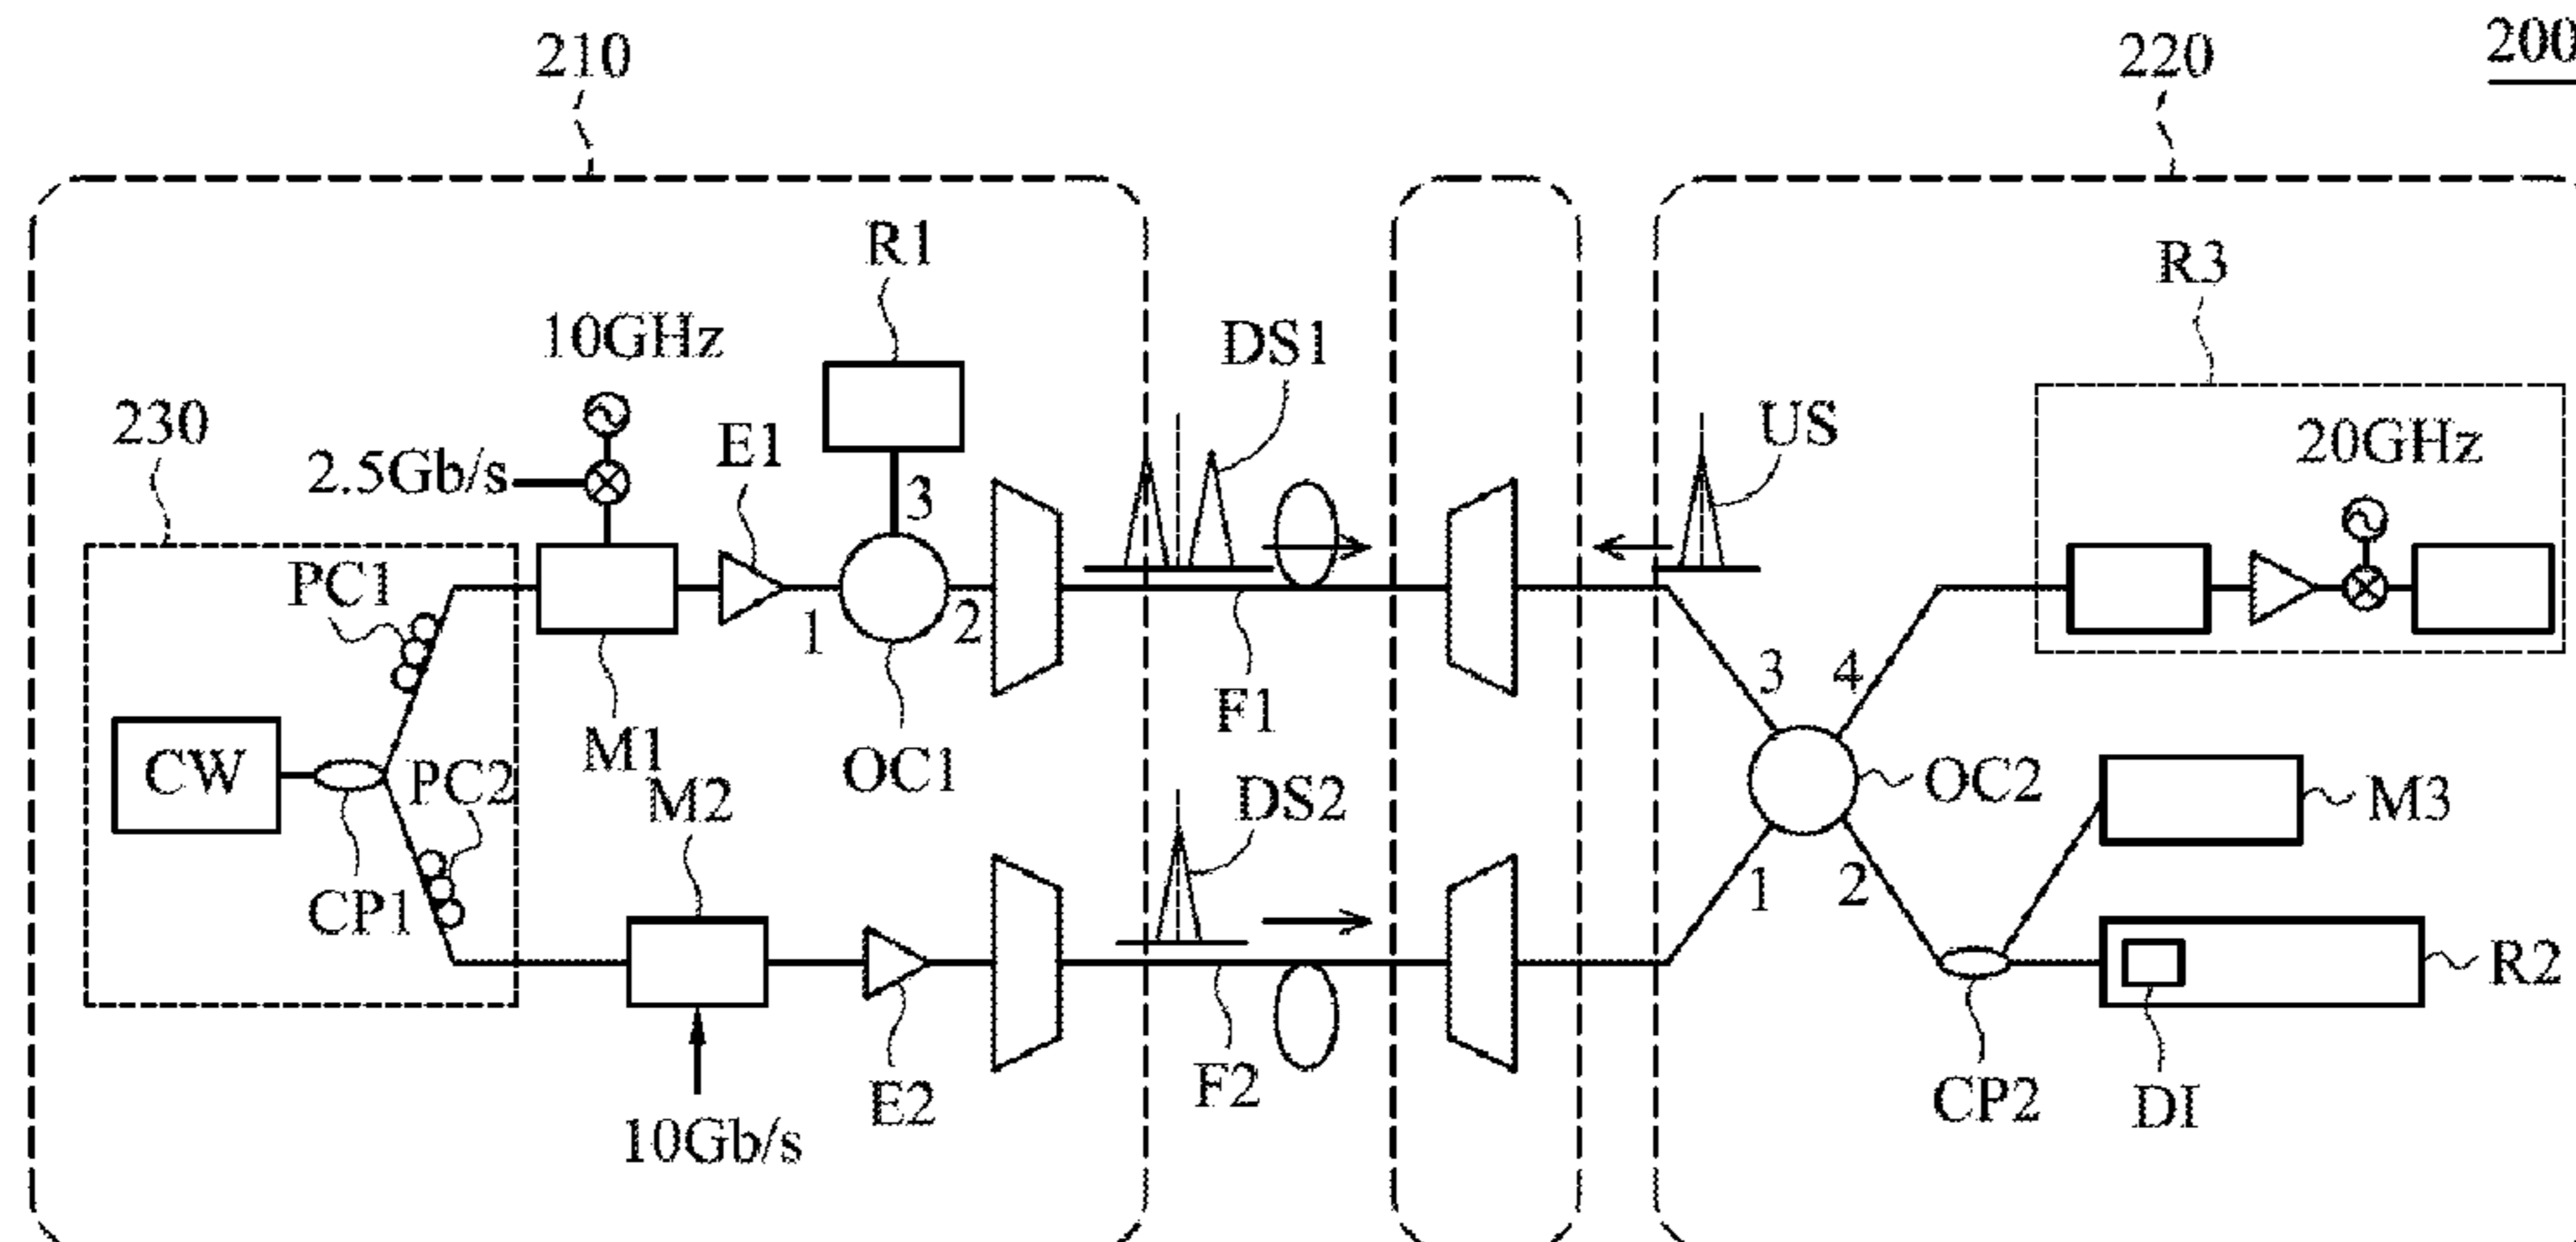 210
220
200
R1
R3
10GHz
DS1
230
E1
US
20GHz
2.5Gb/s
3
PC1
1
2
3
4
F1
M1
OC1
CW
PC2
M2
DS2
OC2
M3
CP1
1
2
R2
E2
F2
CP2
DI
10Gb/s